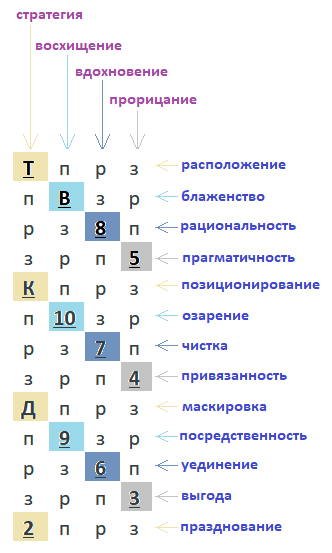 стратегия
восхищение
вдохновение
прорицание
Т п р з расположение
п В з р блаженство
р з 8 п рациональность
з р п 5 прагматичность
К п р з позиционирование
п 10 з р озарение
р з 7 п чистка
з р п 4 привязанность
Д п р з маскировка
п 9 з р посредственность
р з 6 п уединение
з р п 3 выгода
2 п р з празднование